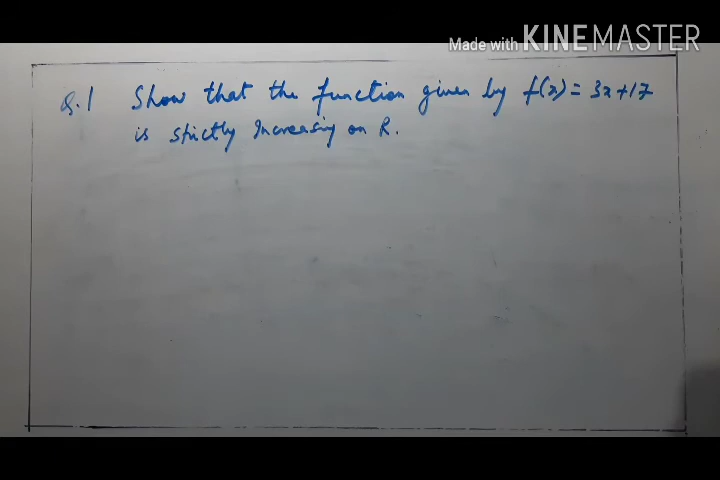 Made with KINEMASTER
Q.1 Show that the function given by f(x) = 3x+17
is strictly Increasing on R.